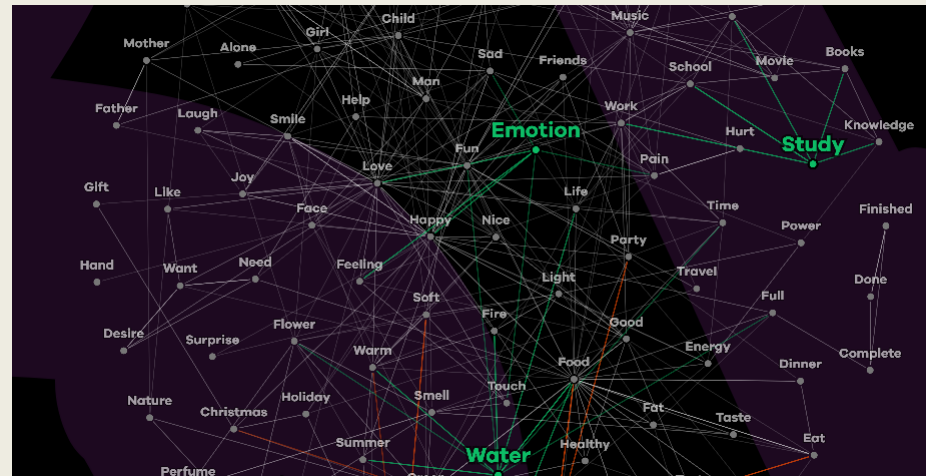 Music
Child
Girl
Mother
Alone
Sad
Friends
School
Movie
Books
Man
Help
Father
Laugh
Smile
Work
Emotion
Hurt
Study
Knowledge
Fun
Love
Pain
Joy
Gift
Like
Face
Life
Happy
Nice
Time
Finished
Power
Party
Hand
Want
Need
Feeling
Light
Travel
Done
Soft
Full
Flower
Fire
Good
Desire
Surprise
Warm
Energy
Complete
Food
Dinner
Touch
Nature
Christmas
Holiday
Smell
Fat
Taste
Summer
Water
Healthy
Eat
Perfume